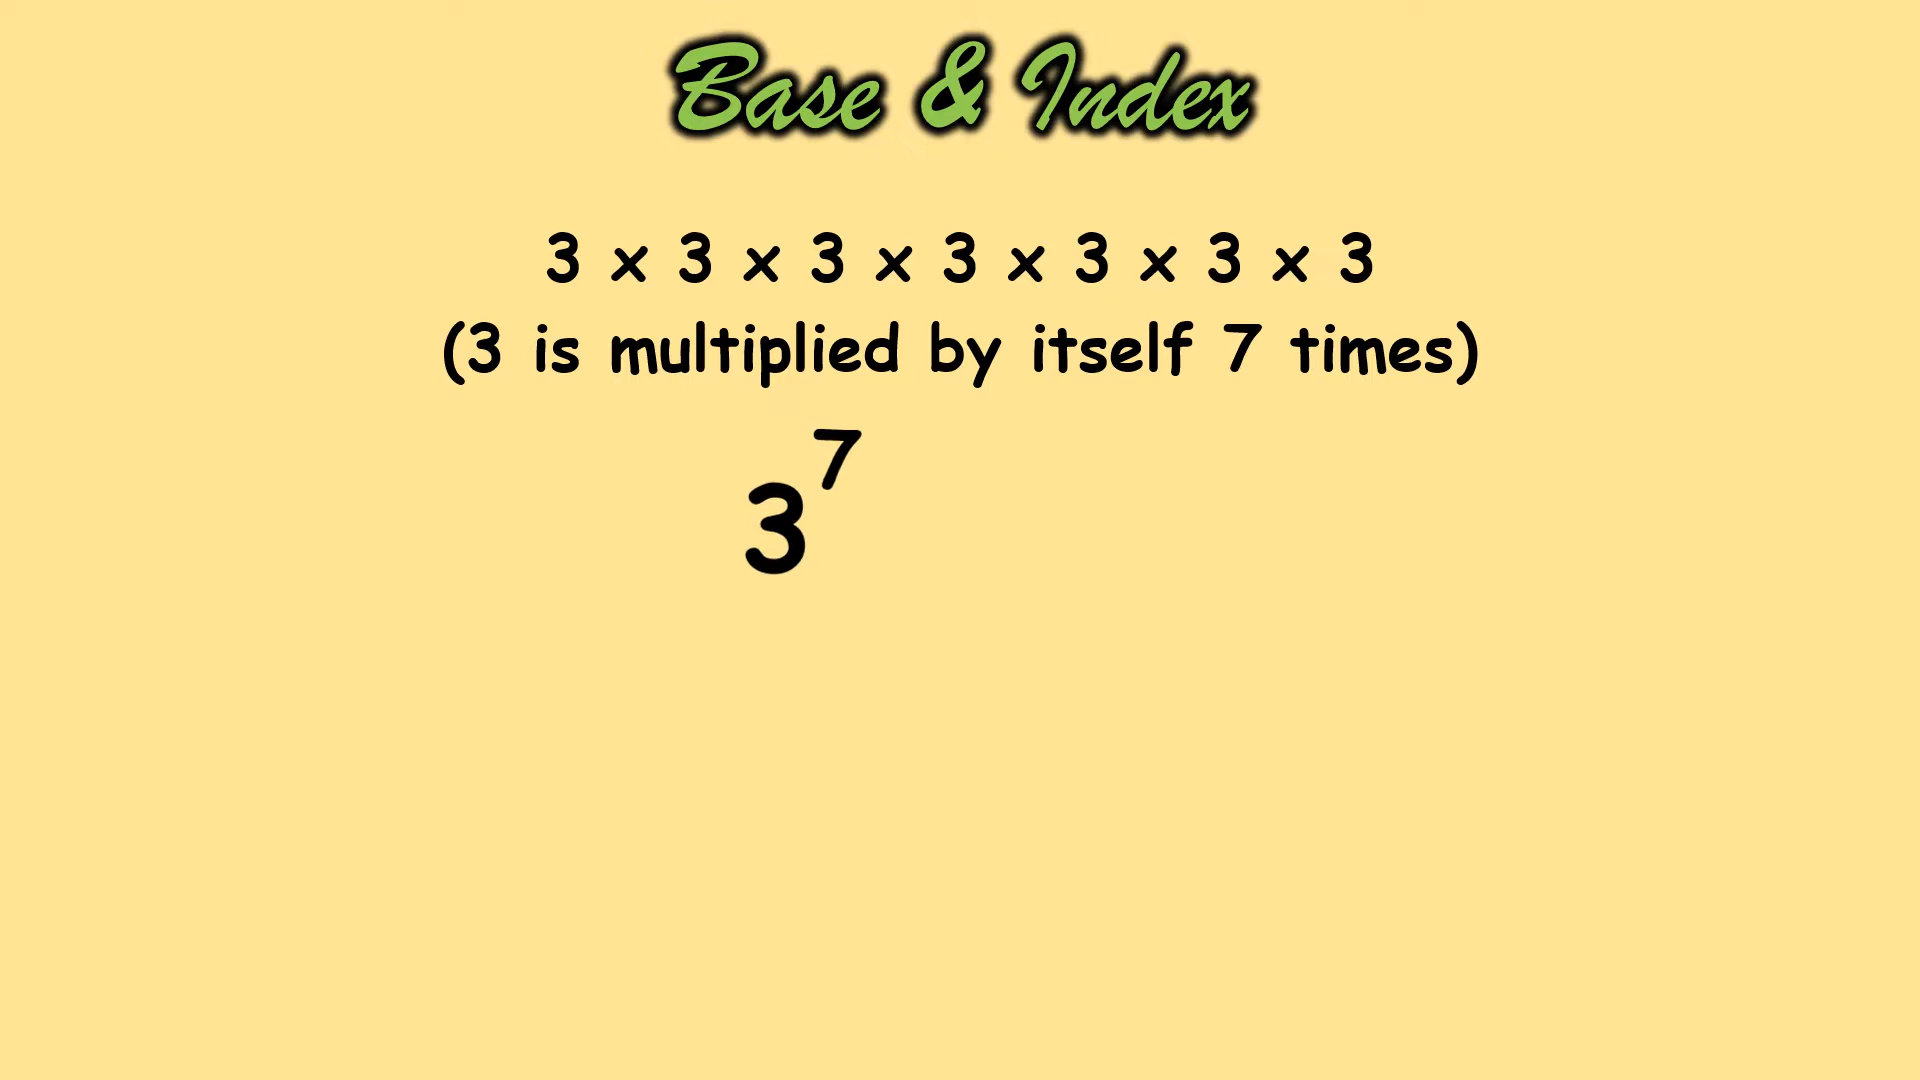 Base & Index
3 x 3 x 3 x 3 x 3 x 3 x 3
(3 is multiplied by itself 7 times)
3⁷